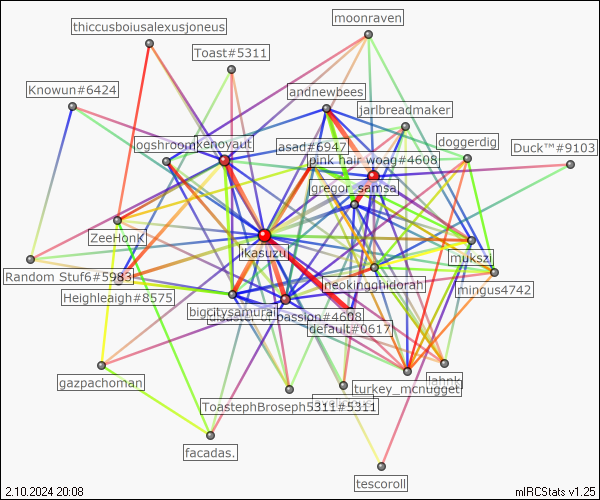 moonraven
thiccusboiusalexusjoneus
Toast#5311
Knowun#6424
andnewbees
jarlbreadmaker
ogshroom
kenoyaut
asad#6947
doggerdig
Duck™#9103
pink hair woag#4608
gregor_samsa
ZeeHonK
ikasuzu
mukszi
Random Stuf6#5983
neokingghidorah
mingus4742
Heighleaigh#8575
bigcitysamurai
passion#4608
default#0617
gazpachoman
turkey_mcnugget
lahnk
ToastephBroseph5311#5311
facadas.
tescoroll
2.10.2024 20:08
mIRCStats v1.25